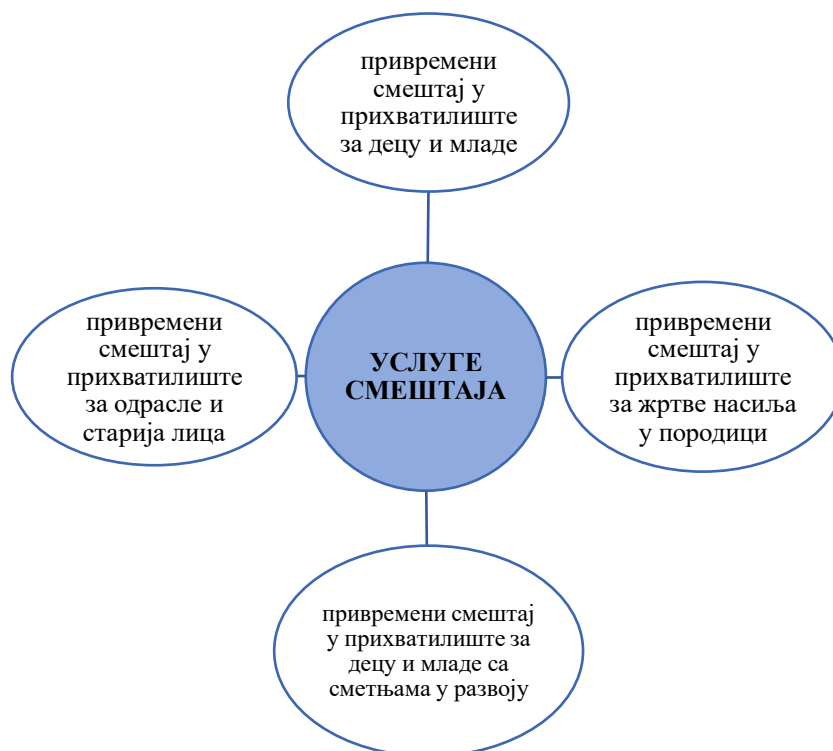 привремени
смештај у
прихватилиште
за децу и младе
привремени
смештај у
прихватилиште
за одрасле и
старија лица
УСЛУГЕ
СМЕШТАЈА
привремени
смештај у
прихватилиште
за жртве насиља
у породици
привремени смештај
у прихватилиште за
децу и младе са
сметњама у развоју